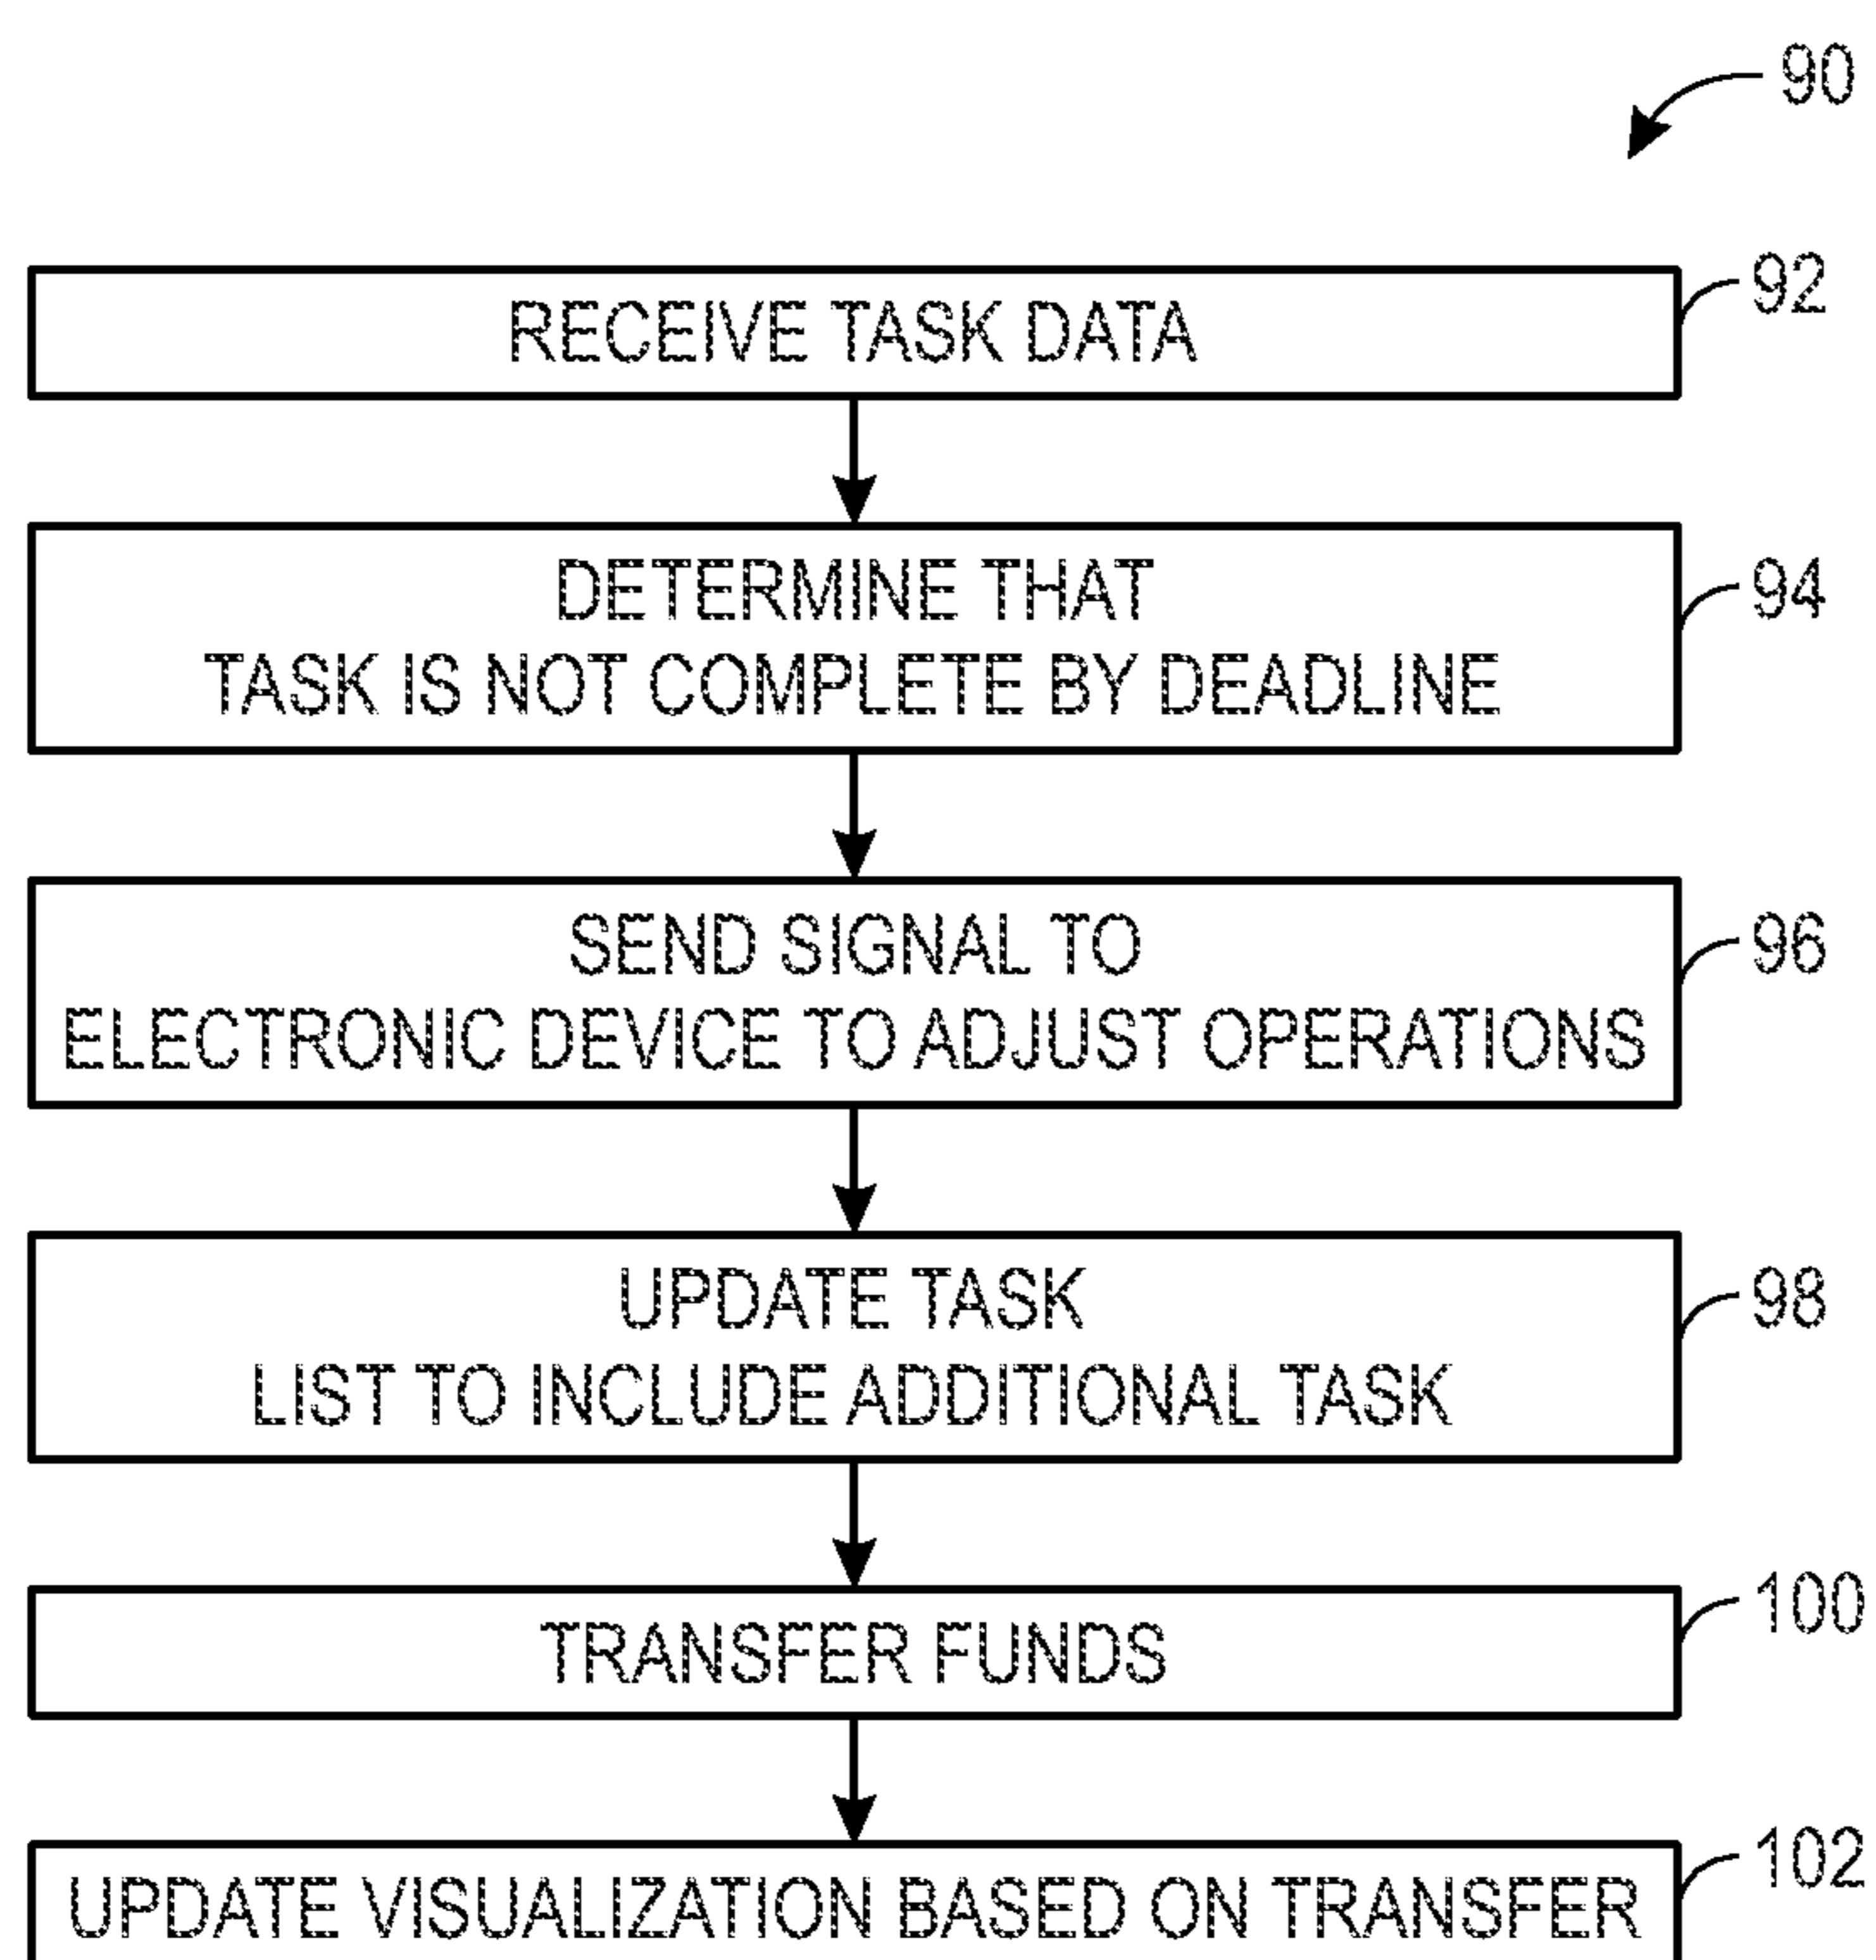 90
RECEIVE TASK DATA
92
DETERMINE THAT
TASK IS NOT COMPLETE BY DEADLINE
94
SEND SIGNAL TO
ELECTRONIC DEVICE TO ADJUST OPERATIONS
96
UPDATE TASK
LIST TO INCLUDE ADDITIONAL TASK
98
TRANSFER FUNDS
100
UPDATE VISUALIZATION BASED ON TRANSFER
102